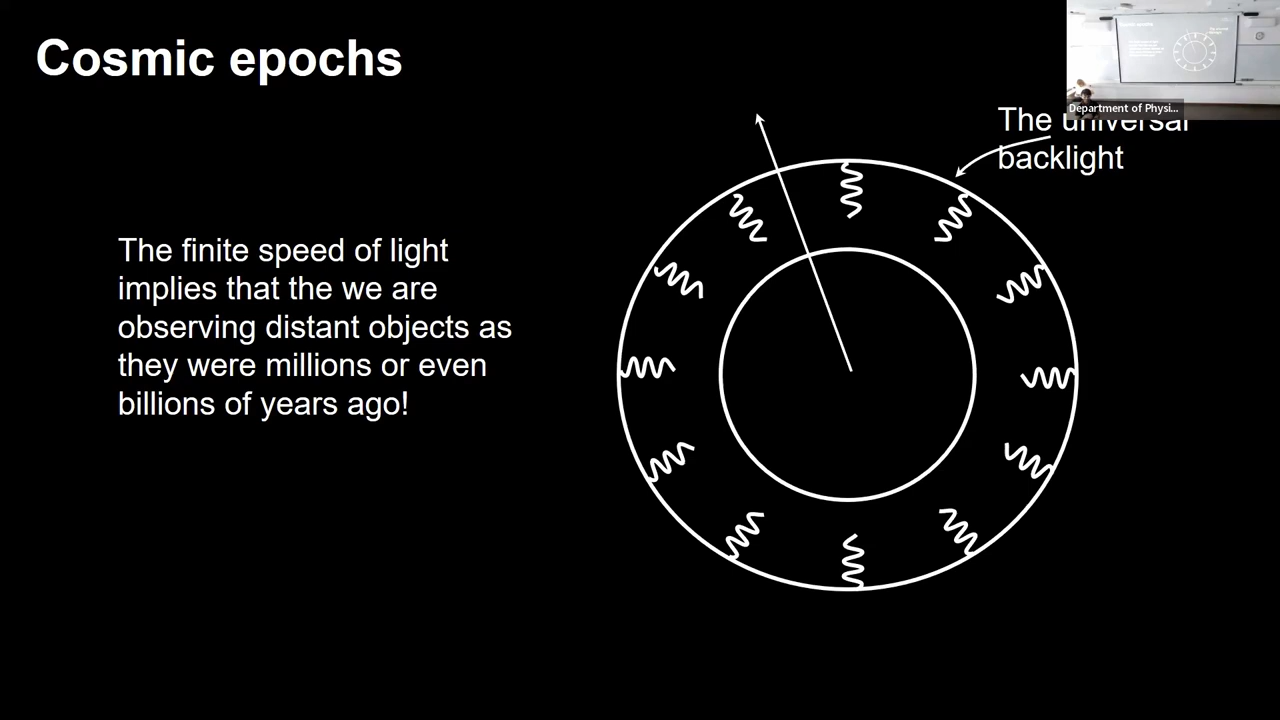 Cosmic epochs
Department of Physi...
The universal
backlight
The finite speed of light
implies that the we are
observing distant objects as
they were millions or even
billions of years ago!